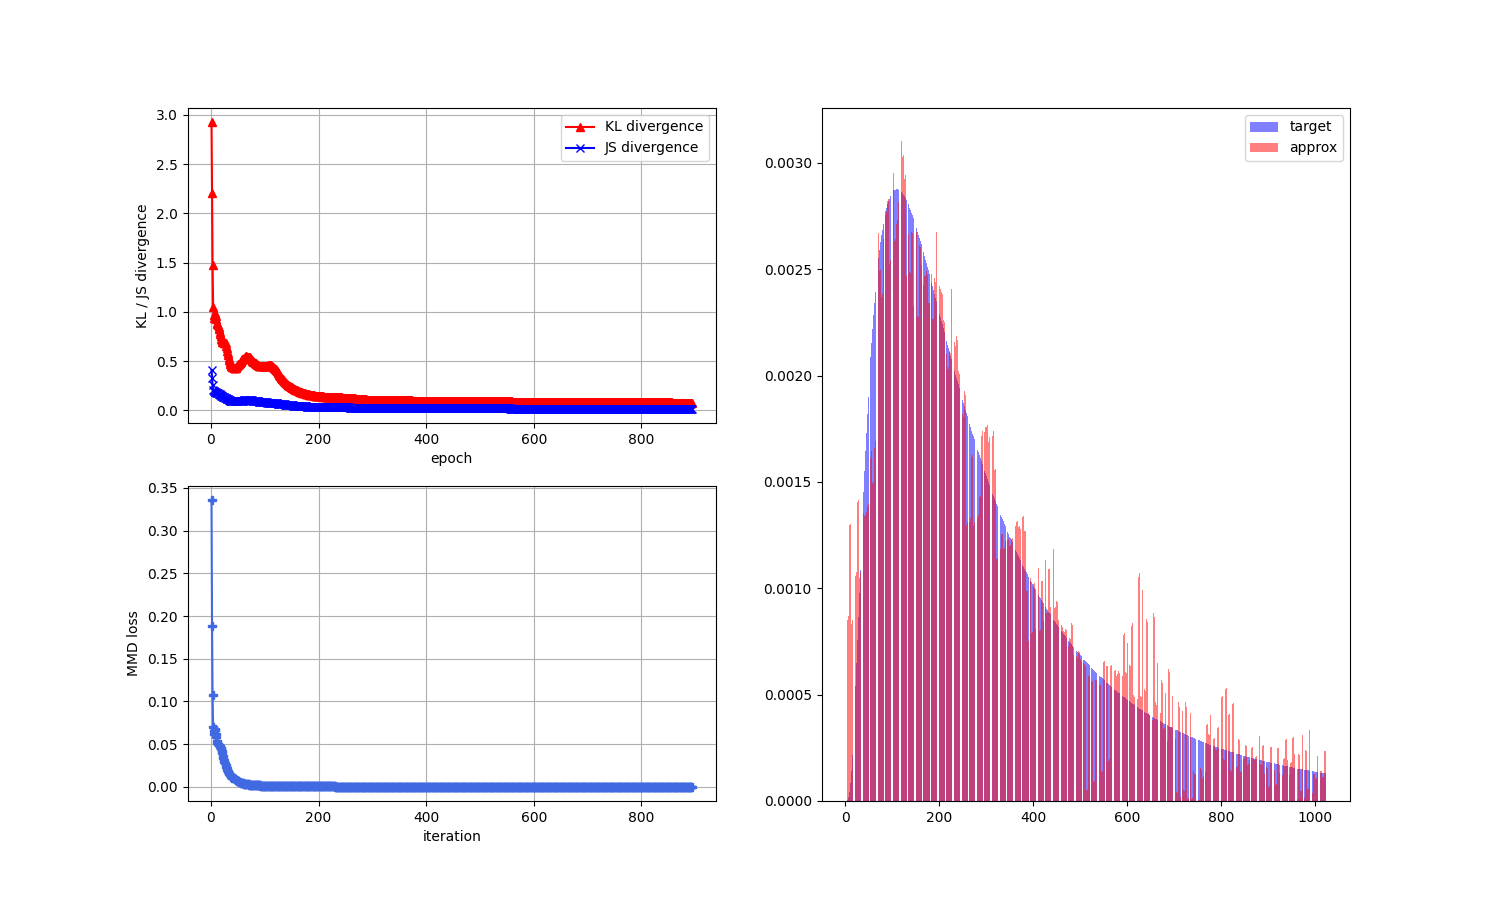 3.0
2.5
2.0
1.5
1.0
0.5
0.0
KL / JS divergence
KL divergence
JS divergence
0 200 400 600 800
epoch
0.35
0.30
0.25
0.20
0.15
0.10
0.05
0.00
MMD loss
0 200 400 600 800
iteration
target
approx
0.0030
0.0025
0.0020
0.0015
0.0010
0.0005
0.0000
0 200 400 600 800 1000